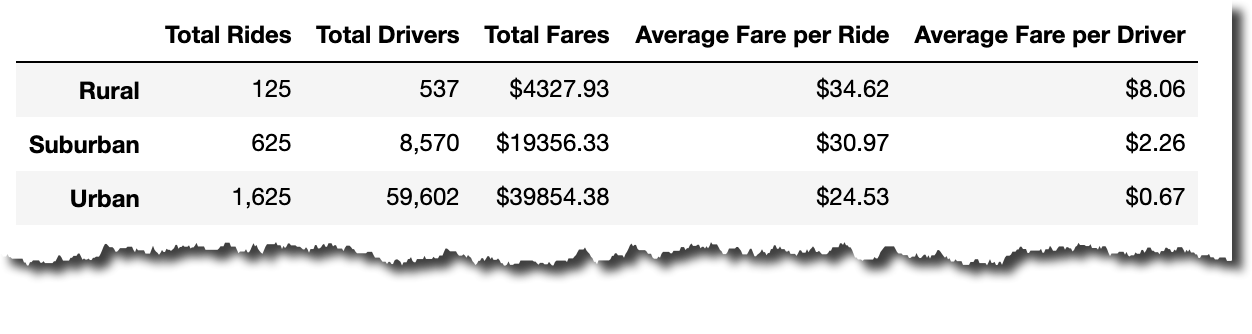 Total Rides Total Drivers Total Fares Average Fare per Ride Average Fare per Driver
Rural 125 537 $4327.93 $34.62 $8.06
Suburban 625 8,570 $19356.33 $30.97 $2.26
Urban 1,625 59,602 $39854.38 $24.53 $0.67